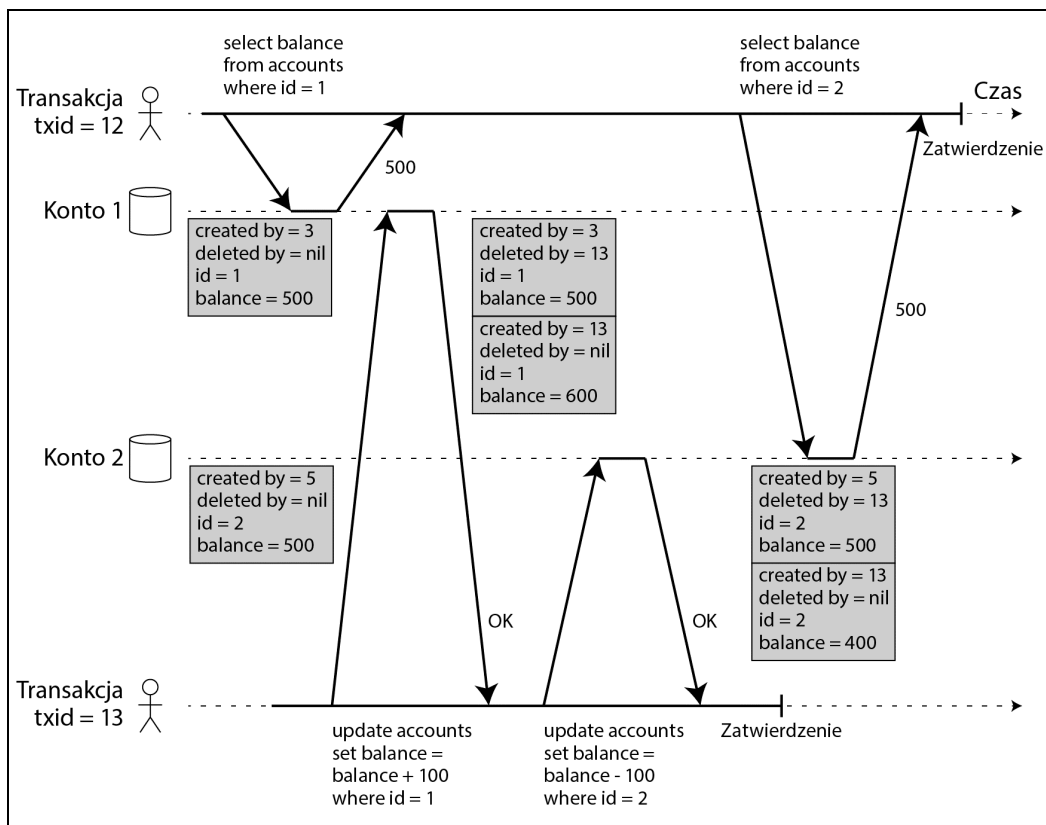 select balance
from accounts
where id = 1
select balance
from accounts
where id = 2
Transakcja
txid = 12
Czas
Zatwierdzenie
500
Konto 1
created by = 3
deleted by = nil
id = 1
balance = 500
created by = 3
deleted by = 13
id = 1
balance = 500
created by = 13
deleted by = nil
id = 1
balance = 600
500
Konto 2
created by = 5
deleted by = nil
id = 2
balance = 500
created by = 5
deleted by = 13
id = 2
balance = 500
created by = 13
deleted by = nil
id = 2
balance = 400
OK
OK
Transakcja
txid = 13
update accounts
set balance =
balance + 100
where id = 1
update accounts
set balance =
balance - 100
where id = 2
Zatwierdzenie